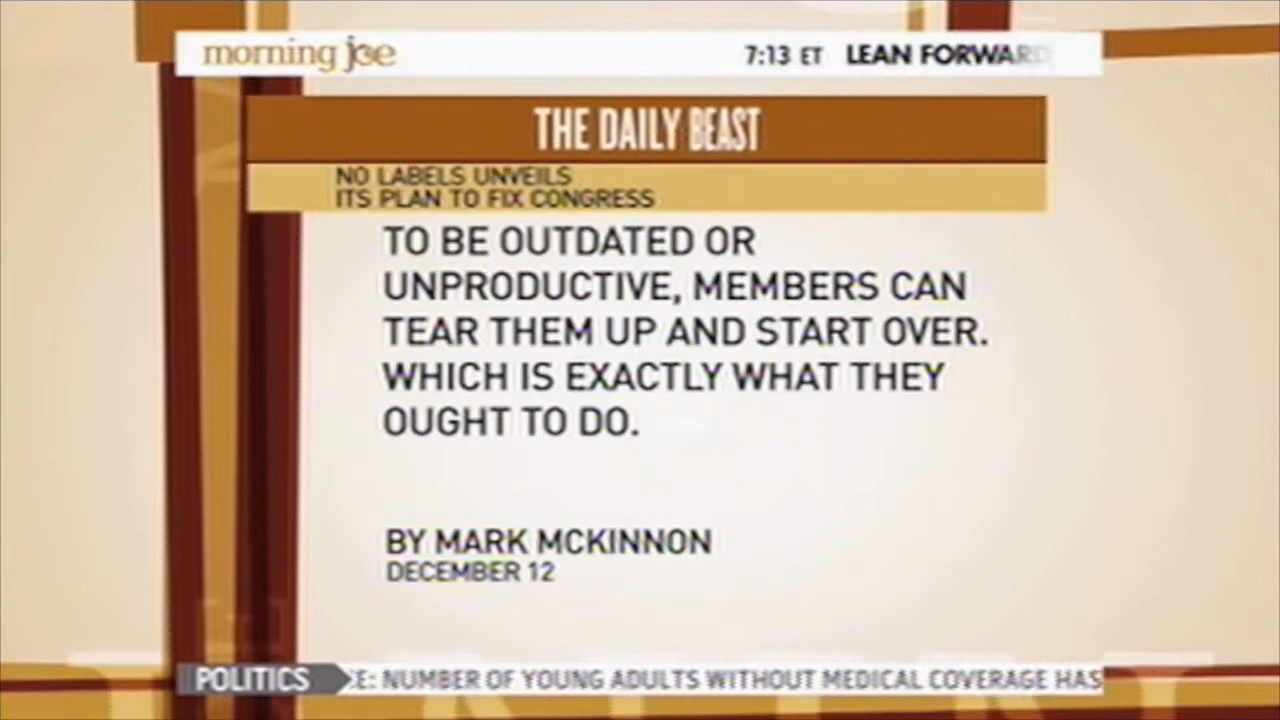 morning joe
7:13 ET LEAN FORWARD
THE DAILY BEAST
NO LABELS UNVEILS
ITS PLAN TO FIX CONGRESS
TO BE OUTDATED OR
UNPRODUCTIVE, MEMBERS CAN
TEAR THEM UP AND START OVER.
WHICH IS EXACTLY WHAT THEY
OUGHT TO DO.
BY MARK MCKINNON
DECEMBER 12
POLITICS CE: NUMBER OF YOUNG ADULTS WITHOUT MEDICAL COVERAGE HAS